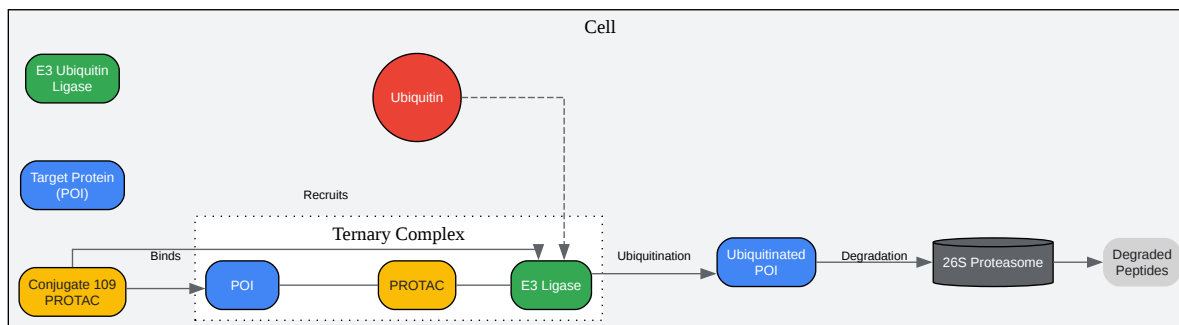 Cell
E3 Ubiquitin
Ligase
Ubiquitin
Target Protein
(POI)
Recruits
Ternary Complex
Binds
Conjugate 109
PROTAC
POI
PROTAC
E3 Ligase
Ubiquitination
Ubiquitinated
POI
Degradation
26S Proteasome
Degraded
Peptides